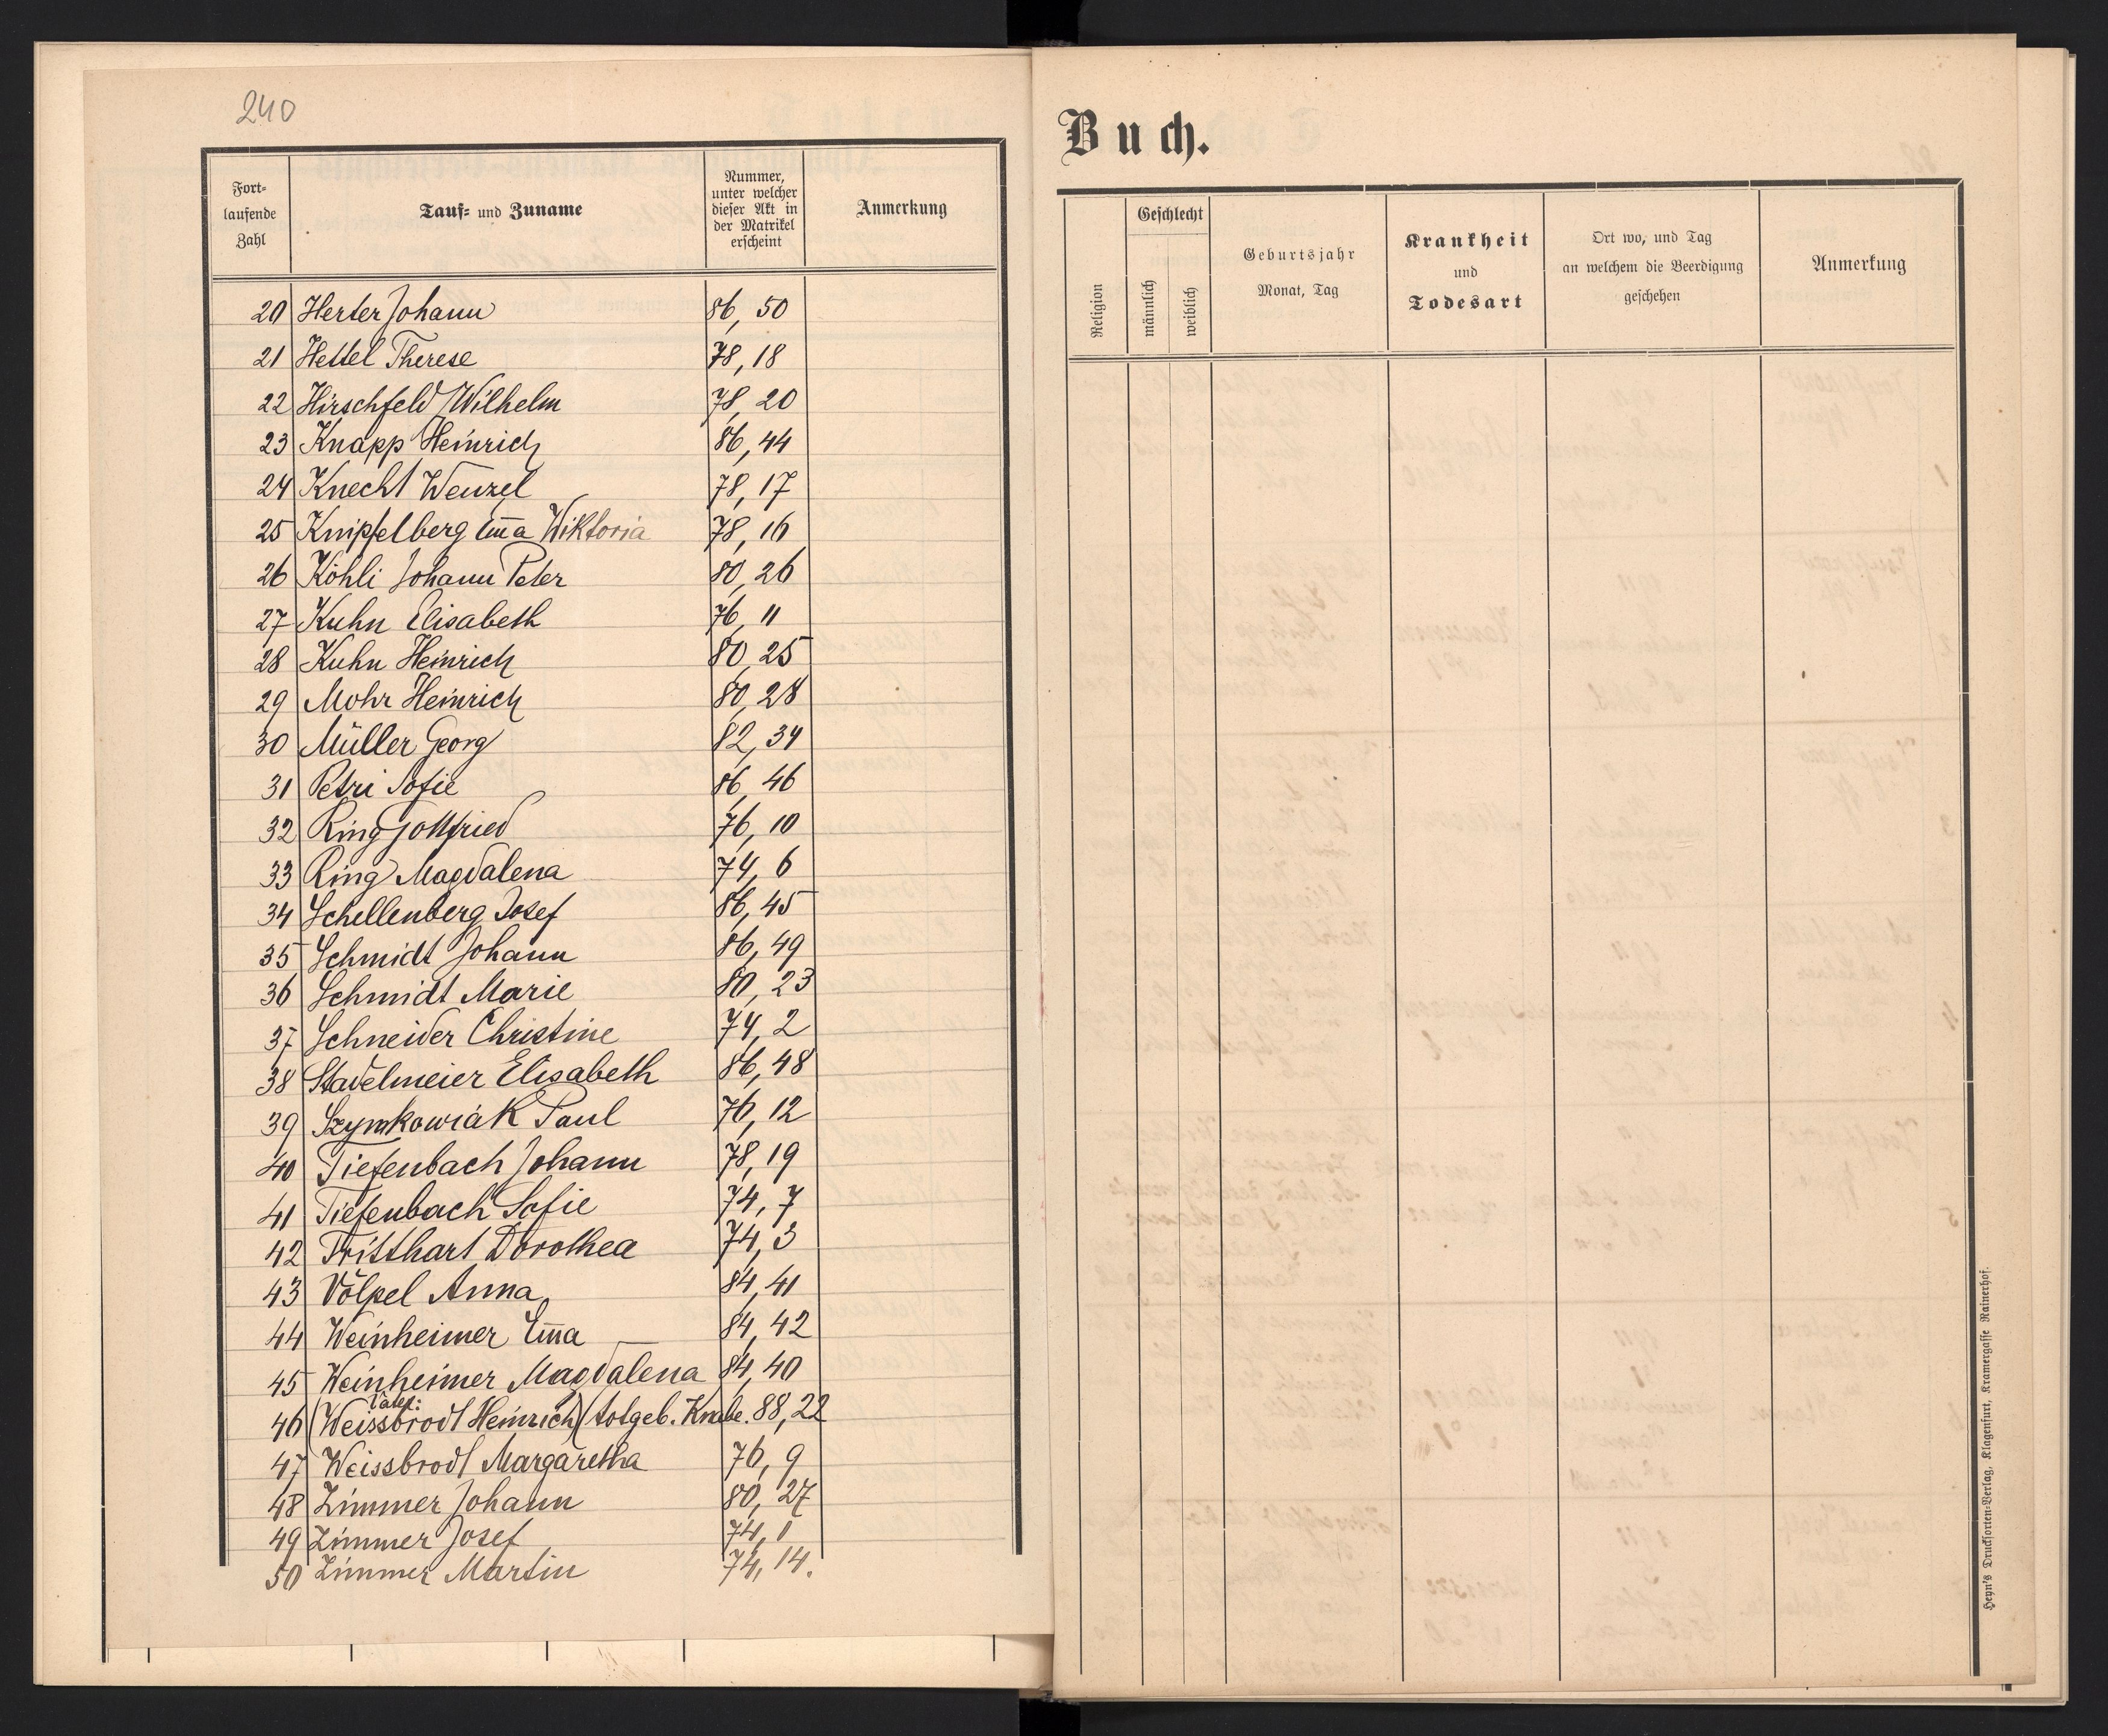 240
Fort-
laufende
Zahl
Tauf- und Zuname
Nummer,
unter welcher
dieser Akt in
der Matrikel
erscheint
Anmerkung
20 Herter Johann 86, 50
21 Hettel Therese 78, 18
22 Hirschfeld Wilhelm 78, 20
23 Knapp Heinrich 86, 44
24 Knecht Wenzel 78, 17
25 Knipfelberg Em̄a Wiktoria 78, 16
26 Köhli Johann Peter 80, 26
27 Kuhn Elisabeth 76, 11
28 Kuhn Heinrich 80, 25
29 Mohr Heinrich 80, 28
30 Müller Georg 82, 34
31 Petri Sofie 86, 46
32 Ring Gottfried 76, 10
33 Ring Magdalena 74, 6
34 Schellenberg Josef 86, 45
35 Schmidt Johann 86, 49
36 Schmidt Marie 80, 23
37 Schneider Christine 74, 2
38 Stadelmeier Elisabeth 86, 48
39 Szymkowiak Paul 76, 12
40 Tiefenbach Johann 78, 19
41 Tiefenbach Sofie 74, 7
42 Tritthart Dorothea 74, 3
43 Völpel Anna 84, 41
44 Weinheimer Em̄a 84, 42
45 Weinheimer Magdalena 84, 40
Vater:
46 (Weissbrodt Heinrich) (totgeb. Knabe. 88, 22
47 Weissbrodt Margaretha 76, 9
48 Zimmer Johann 80, 27
49 Zimmer Josef 74, 1
50 Zimmer Martin 74, 14.
Buch.
Religion
Geschlecht
männlich
weiblich
Geburtsjahr
Monat, Tag
Krankheit
und
Todesart
Ort wo, und Tag
an welchem die Beerdigung
geschehen
Anmerkung
Heyn's Drucksorten-Verlag, Klagenfurt, Kramergasse Rainerhof.